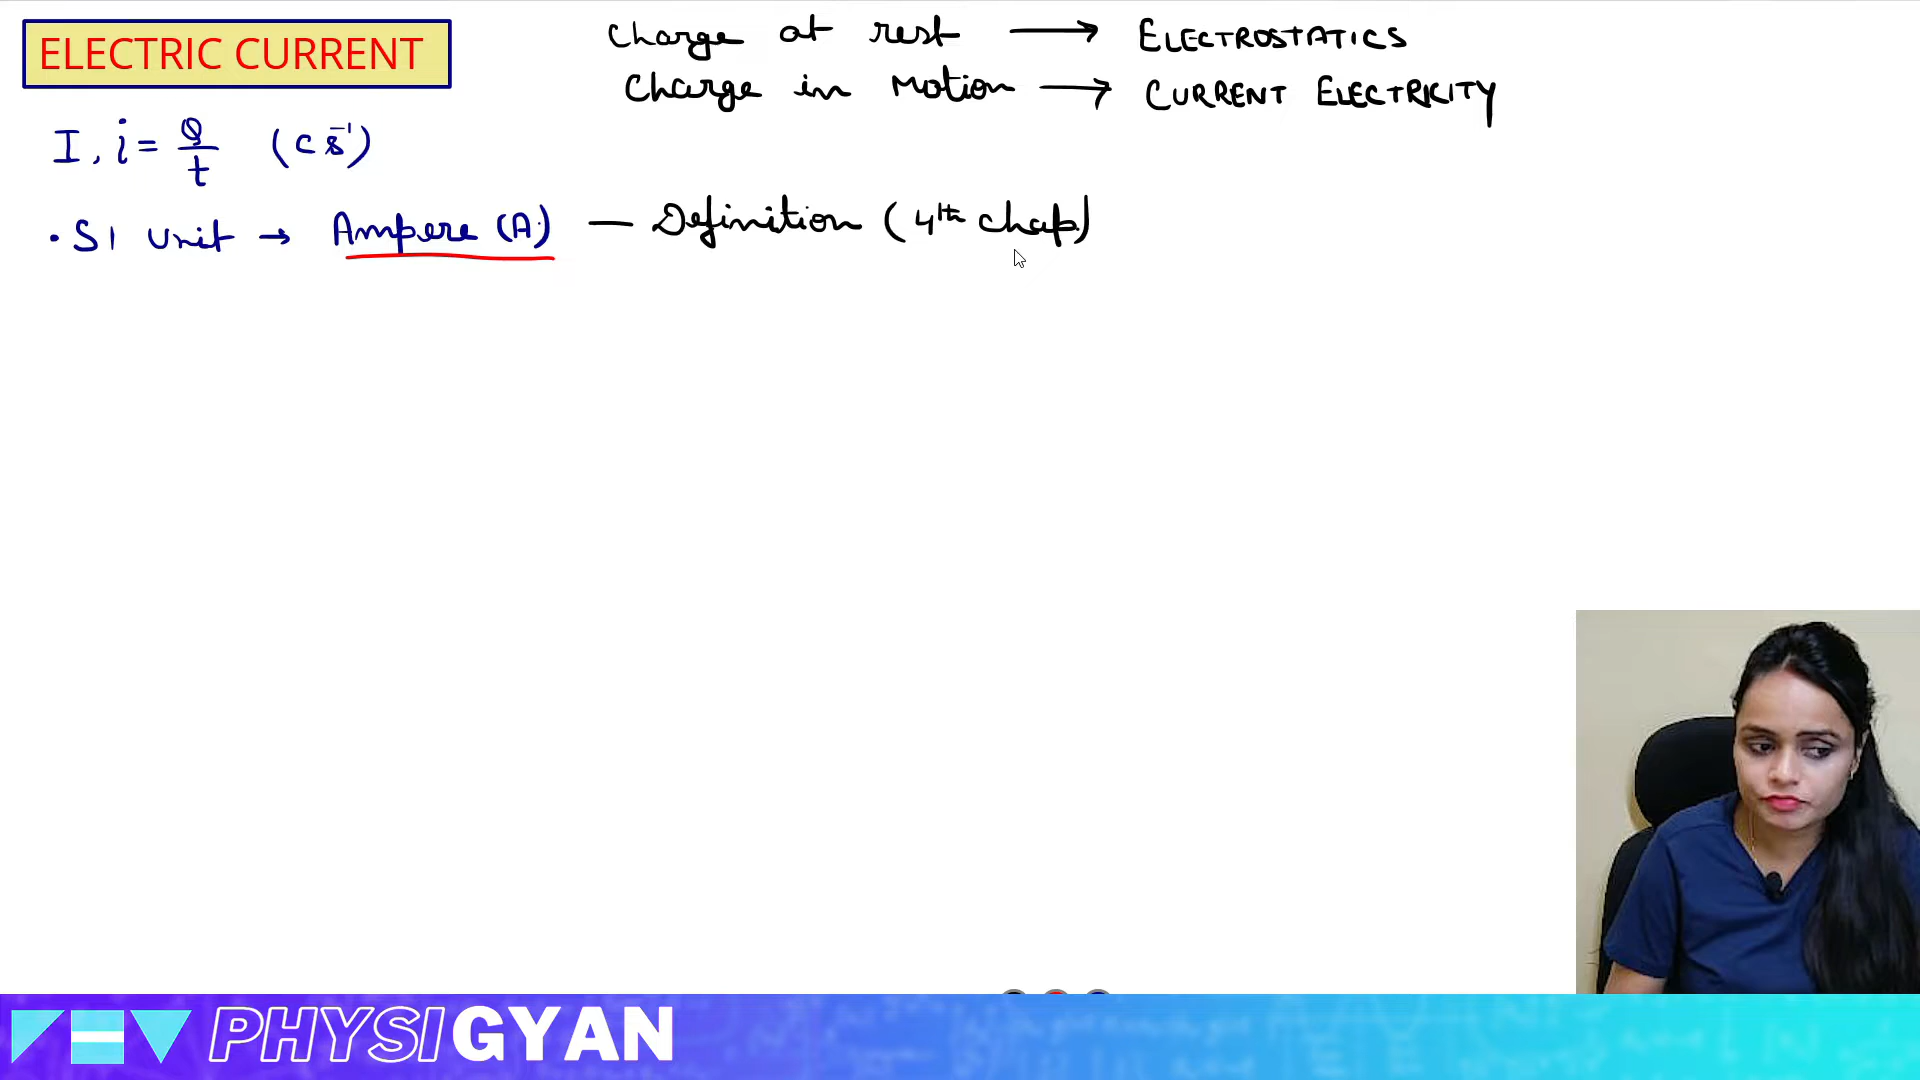 ELECTRIC CURRENT
Charge at rest → ELECTROSTATICS
Charge in Motion → CURRENT ELECTRICITY
I, i = Q/t (C s⁻¹)
• SI Unit → Ampere (A) — Definition (4th chap)
PHYSIGYAN